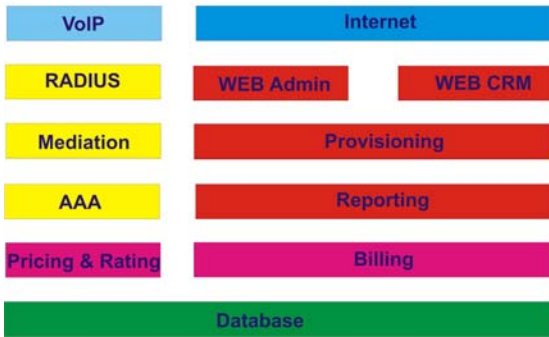 VoIP
Internet
RADIUS
WEB Admin
WEB CRM
Mediation
Provisioning
AAA
Reporting
Pricing & Rating
Billing
Database